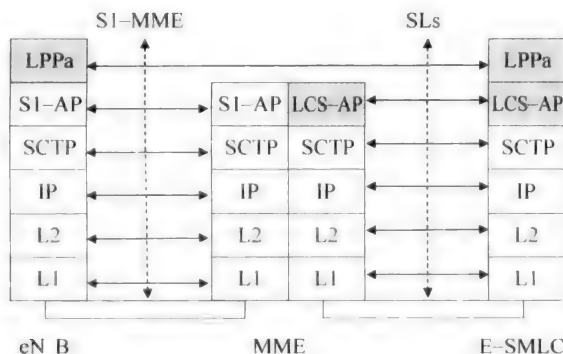 S1-MME SLs
LPPa LPPa
S1-AP S1-AP LCS-AP LCS-AP
SCTP SCTP SCTP SCTP
IP IP IP IP
L2 L2 L2 L2
L1 L1 L1 L1
eN B MME E-SMLC